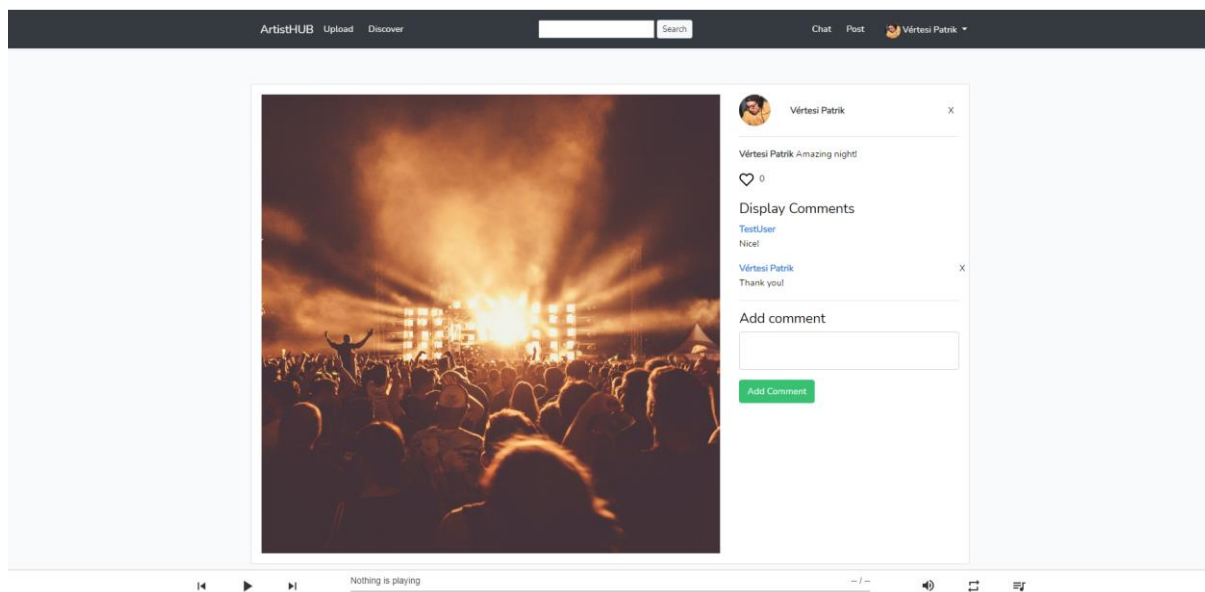 ArtistHUB Upload Discover Search Chat Post Vértesi Patrik
Vértesi Patrik X
Vértesi Patrik Amazing night!
0
Display Comments
TestUser
Nice!
Vértesi Patrik X
Thank you!
Add comment
Add Comment
Nothing is playing -- / --